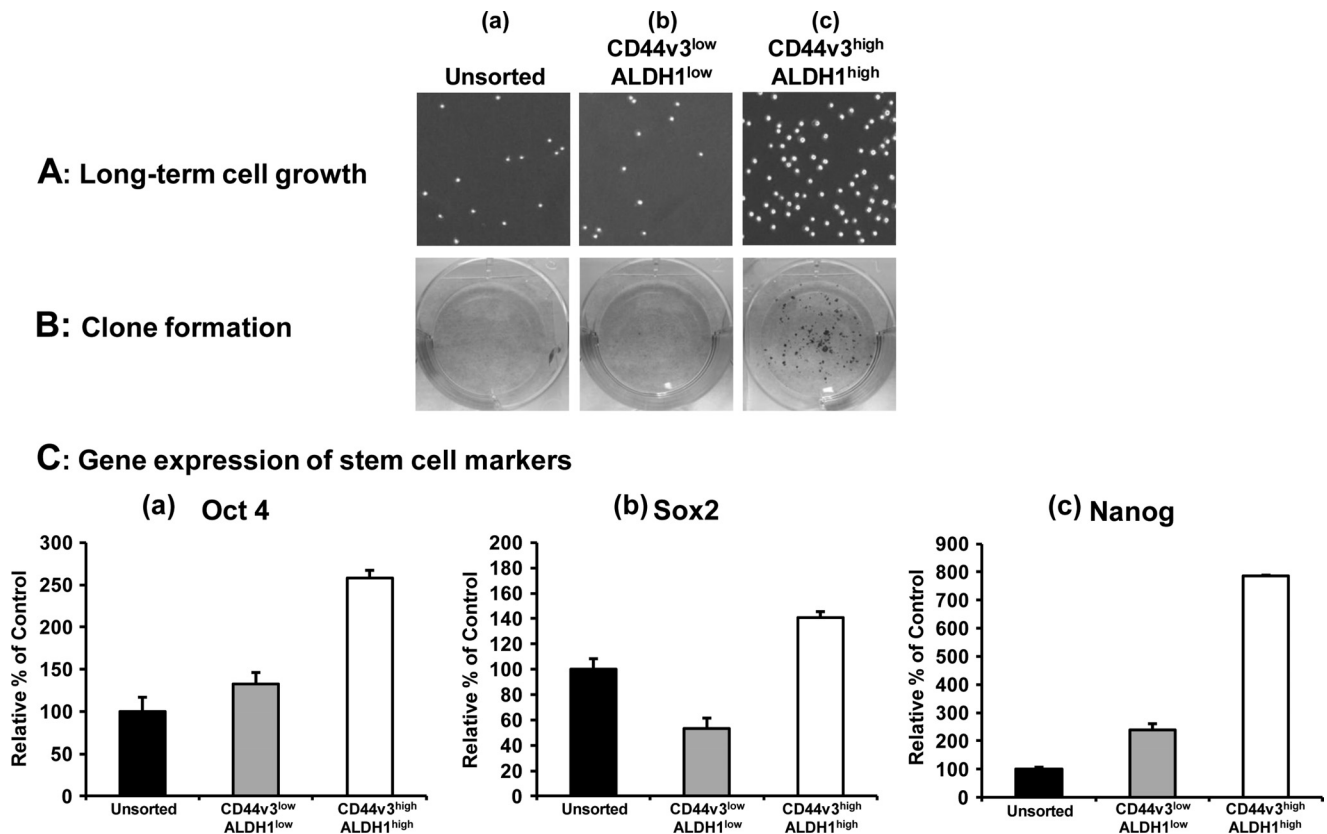 (a) (b) (c)
CD44v3low CD44v3high
Unsorted ALDH1low ALDH1high
A: Long-term cell growth
B: Clone formation
C: Gene expression of stem cell markers
(a) Oct 4
Relative % of Control
300
250
200
150
100
50
0
Unsorted CD44v3low CD44v3high
ALDH1low ALDH1high
(b) Sox2
Relative % of Control
200
180
160
140
120
100
80
60
40
20
0
Unsorted CD44v3low CD44v3high
ALDH1low ALDH1high
(c) Nanog
Relative % of Control
900
800
700
600
500
400
300
200
100
0
Unsorted CD44v3low CD44v3high
ALDH1low ALDH1high